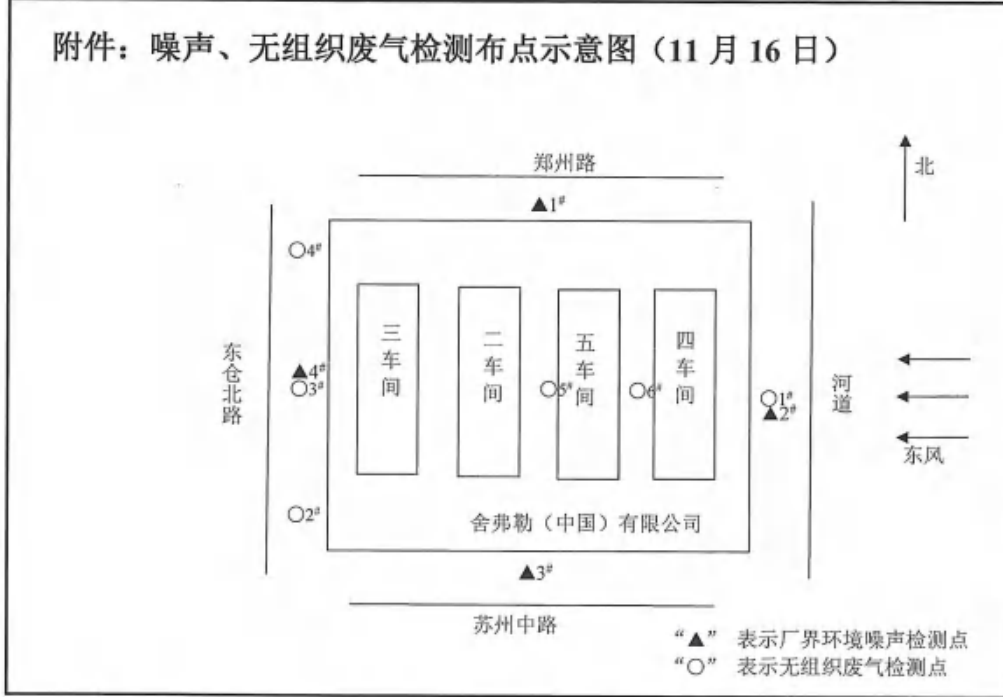 附件：噪声、无组织废气检测布点示意图（11 月 16 日）
郑州路
北
▲1#
○4#
三车间
二车间
五车间
四车间
东仓北路
▲4#
○3#
○5#
○6#
○1#
▲2#
河道
东风
○2#
舍弗勒（中国）有限公司
▲3#
苏州中路
“▲” 表示厂界环境噪声检测点
“○” 表示无组织废气检测点